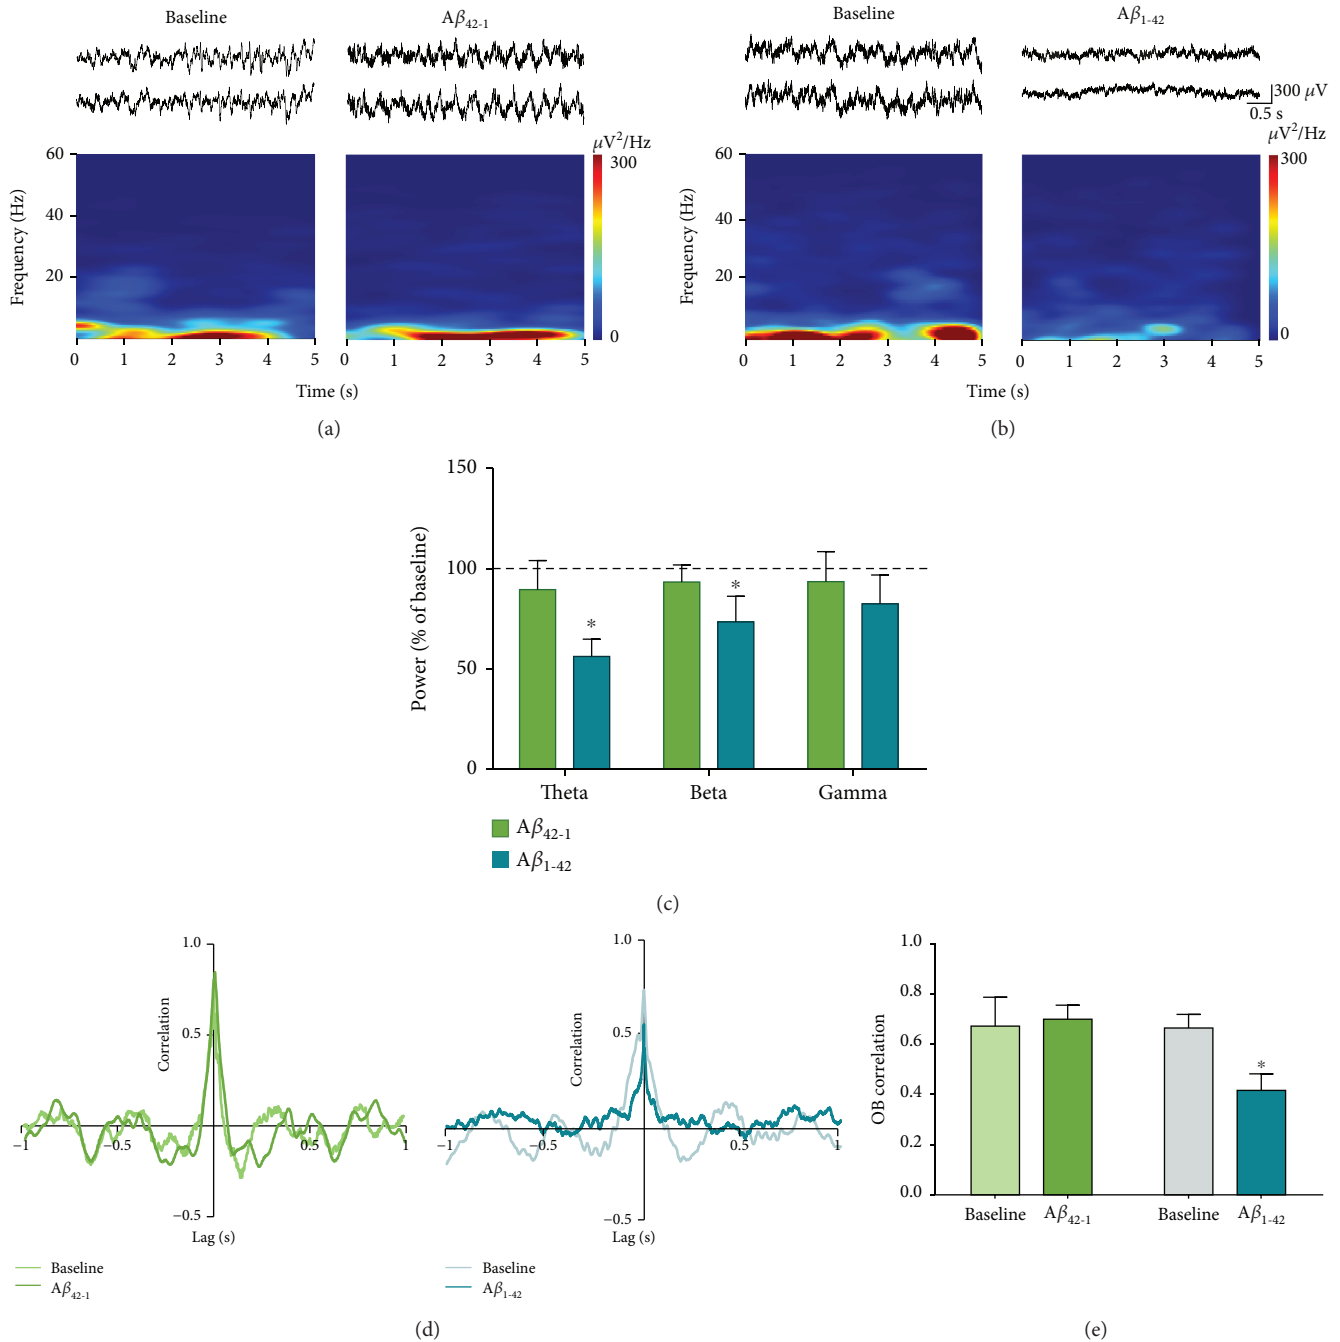 Baseline
Aβ42-1
Baseline
Aβ1-42
300 μV
0.5 s
μV²/Hz
300
0
μV²/Hz
300
0
Frequency (Hz)
60
40
20
0 1 2 3 4 5
0 1 2 3 4 5
Time (s)
(a)
Frequency (Hz)
60
40
20
0 1 2 3 4 5
0 1 2 3 4 5
Time (s)
(b)
Power (% of baseline)
150
100
50
0
*
*
Theta
Beta
Gamma
Aβ42-1
Aβ1-42
(c)
Correlation
1.0
0.5
−0.5
−1
−0.5
0.5
1
Lag (s)
Baseline
Aβ42-1
Correlation
1.0
0.5
−0.5
−1
−0.5
0.5
1
Lag (s)
Baseline
Aβ1-42
(d)
OB correlation
1.0
0.8
0.6
0.4
0.2
0.0
*
Baseline
Aβ42-1
Baseline
Aβ1-42
(e)